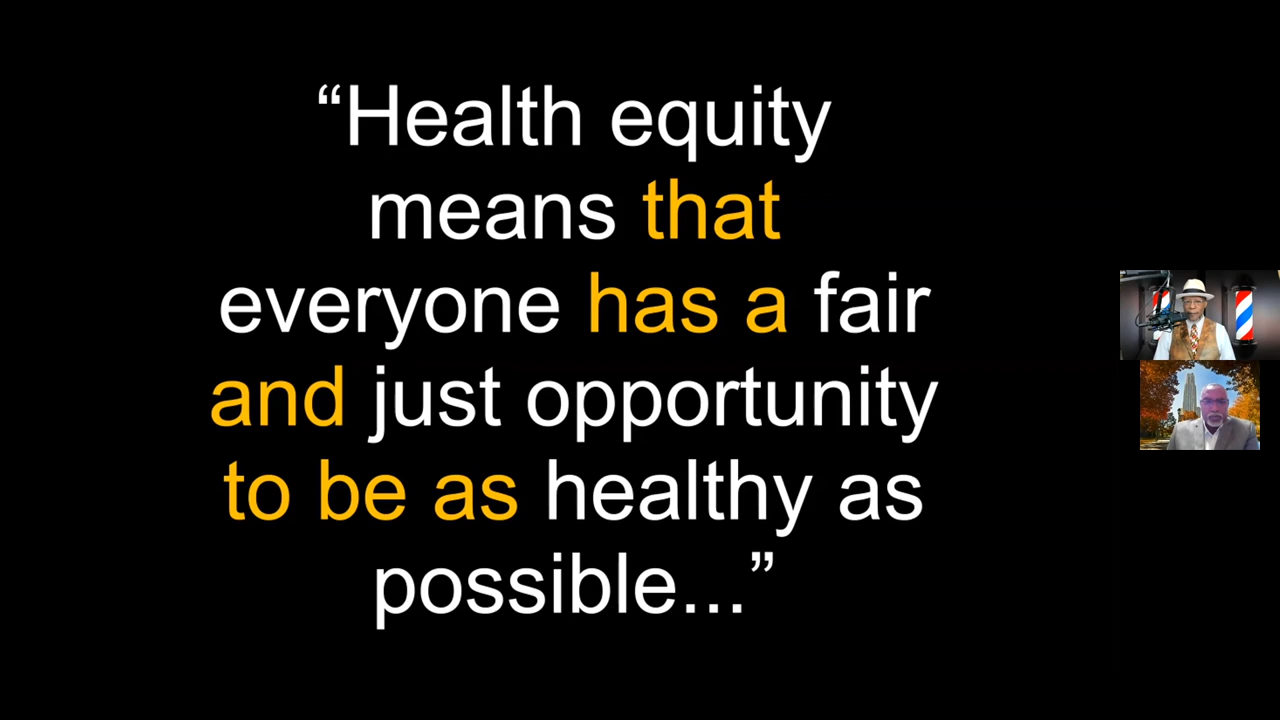 “Health equity
means that
everyone has a fair
and just opportunity
to be as healthy as
possible...”